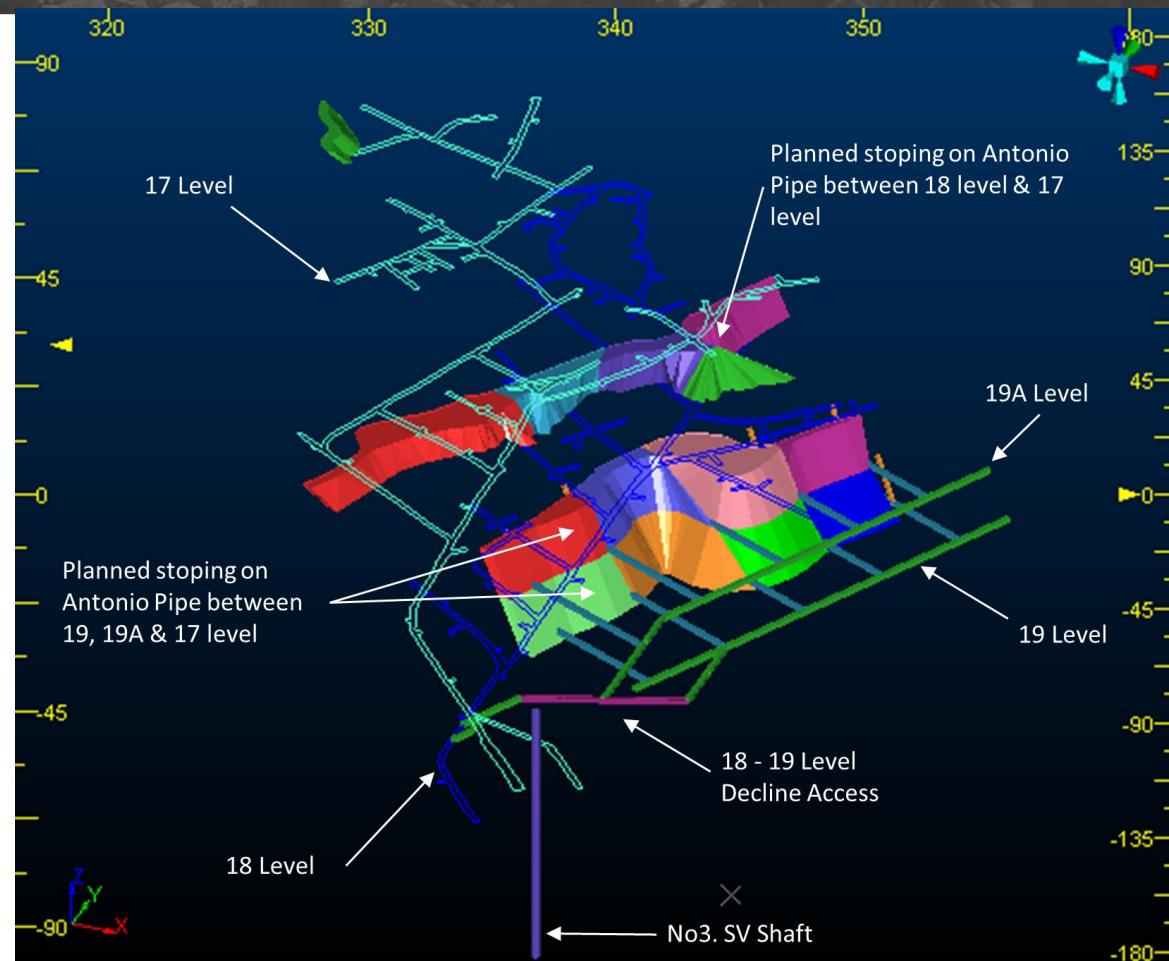 320
330
340
350
90
80
Planned stoping on Antonio
Pipe between 18 level & 17
level
135
17 Level
45
90
45
19A Level
0
0
Planned stoping on
Antonio Pipe between
19, 19A & 17 level
-45
19 Level
-45
-90
18 - 19 Level
Decline Access
-135
18 Level
Z
Y
X
-90
No3. SV Shaft
-180